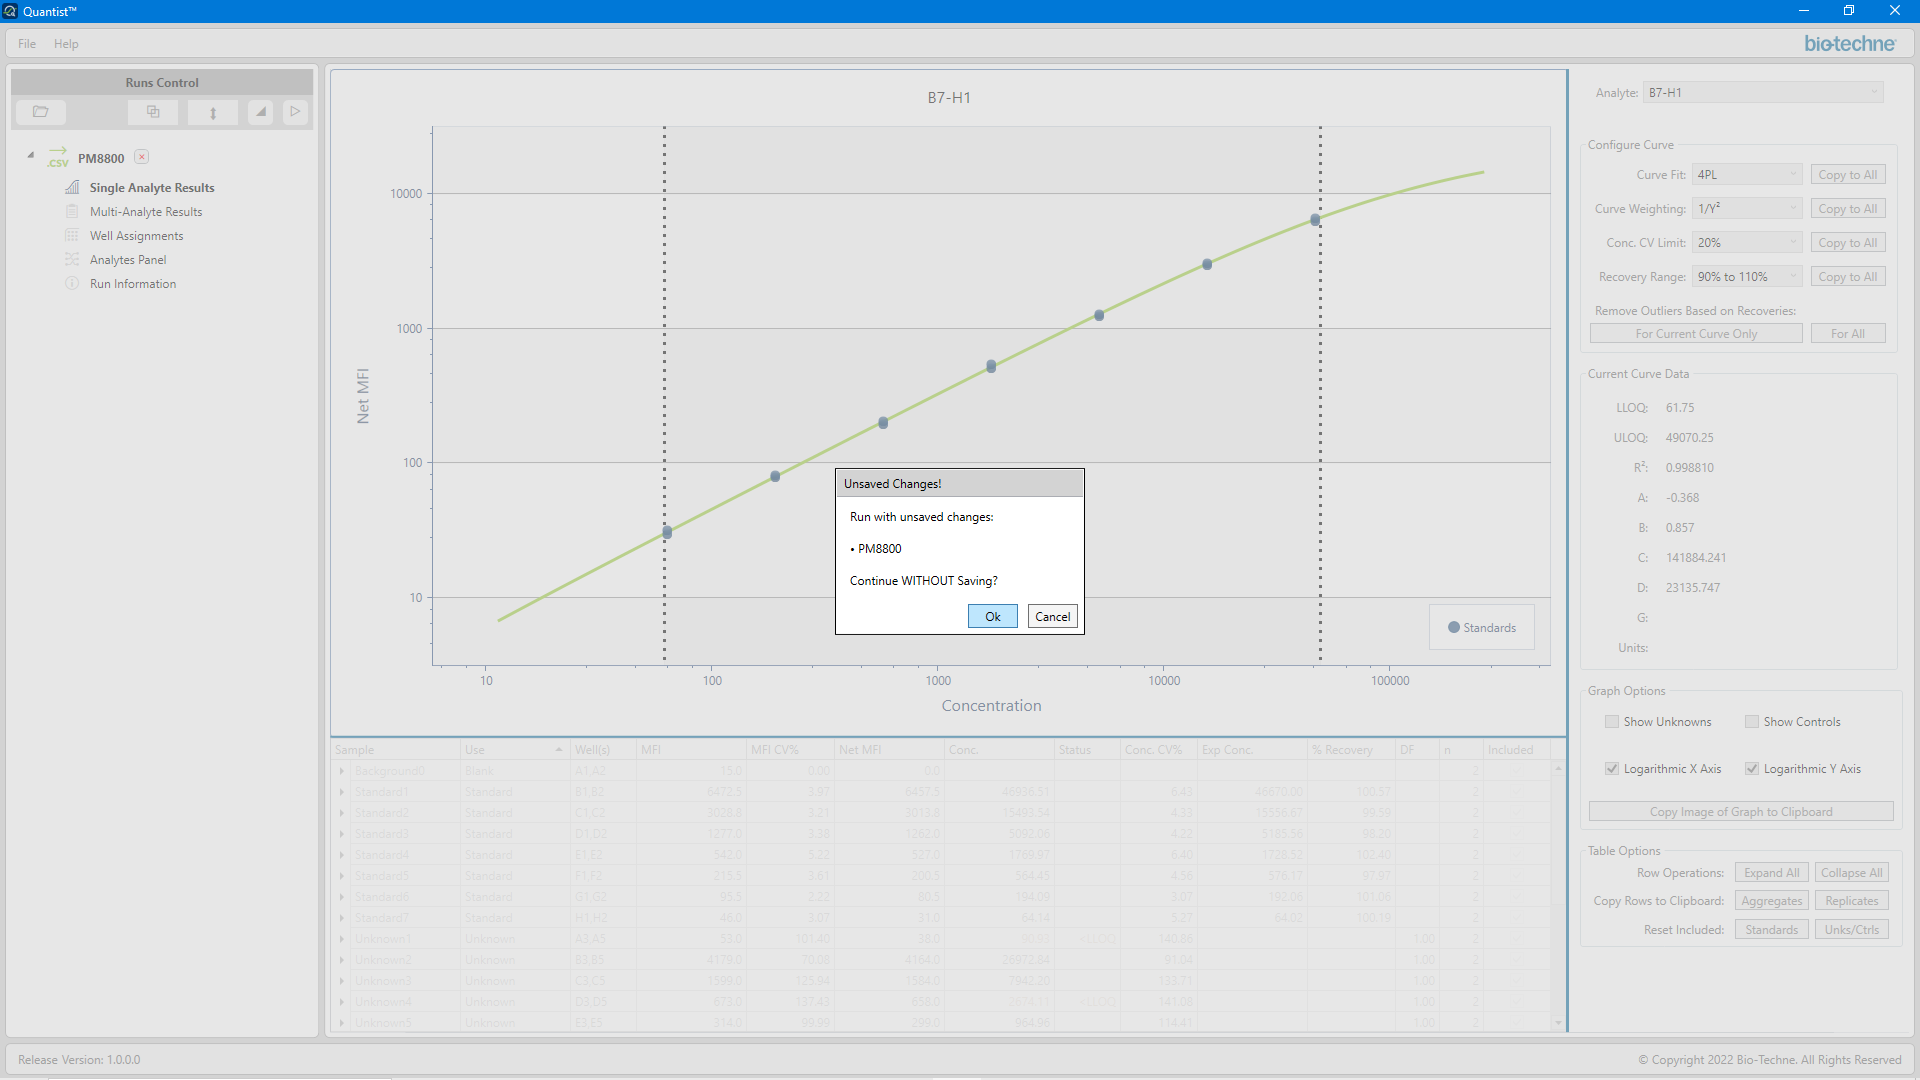 Quantist™
File Help
bio-techne
Runs Control
.CSV PM8800
Single Analyte Results
Multi-Analyte Results
Well Assignments
Analytes Panel
Run Information
B7-H1
Net MFI
10000
1000
100
10
10 100 1000 10000 100000
Concentration
Standards
Unsaved Changes!
Run with unsaved changes:
• PM8800
Continue WITHOUT Saving?
Ok Cancel
Sample Use Well(s) MFI MFI CV% Net MFI Conc. Status Conc. CV% Exp Conc. % Recovery DF n Included
Background0 Blank A1,A2 15.0 0.00 0.0 2
Standard1 Standard B1,B2 6472.5 3.97 6457.5 46936.51 6.43 46670.00 100.57 2
Standard2 Standard C1,C2 3028.8 3.21 3013.8 15493.54 4.33 15556.67 99.59 2
Standard3 Standard D1,D2 1277.0 3.38 1262.0 5092.06 4.22 5185.56 98.20 2
Standard4 Standard E1,E2 542.0 5.22 527.0 1769.97 6.40 1728.52 102.40 2
Standard5 Standard F1,F2 215.5 3.61 200.5 564.45 4.56 576.17 97.97 2
Standard6 Standard G1,G2 95.5 2.22 80.5 194.09 3.07 192.06 101.06 2
Standard7 Standard H1,H2 46.0 3.07 31.0 64.14 5.27 64.02 100.19 2
Unknown1 Unknown A3,A5 53.0 101.40 38.0 <LLOQ 140.86 1.00 2
Unknown2 Unknown B3,B5 4179.0 70.08 4164.0 26972.84 91.04 1.00 2
Unknown3 Unknown C3,C5 1599.0 125.94 1584.0 7942.20 133.71 1.00 2
Unknown4 Unknown D3,D5 673.0 137.43 658.0 <LLOQ 141.08 1.00 2
Unknown5 Unknown E3,E5 314.0 99.99 299.0 964.96 114.41 1.00 2
Analyte: B7-H1
Configure Curve
Curve Fit: 4PL Copy to All
Curve Weighting: 1/Y² Copy to All
Conc. CV Limit: 20% Copy to All
Recovery Range: 90% to 110% Copy to All
Remove Outliers Based on Recoveries:
For Current Curve Only For All
Current Curve Data
LLOQ: 61.75
ULOQ: 49070.25
R²: 0.998810
A: -0.368
B: 0.857
C: 141884.241
D: 23135.747
G:
Units:
Graph Options
Show Unknowns Show Controls
Logarithmic X Axis Logarithmic Y Axis
Copy Image of Graph to Clipboard
Table Options
Row Operations: Expand All Collapse All
Copy Rows to Clipboard: Aggregates Replicates
Reset Included: Standards Unks/Ctrls
Release Version: 1.0.0.0
© Copyright 2022 Bio-Techne. All Rights Reserved